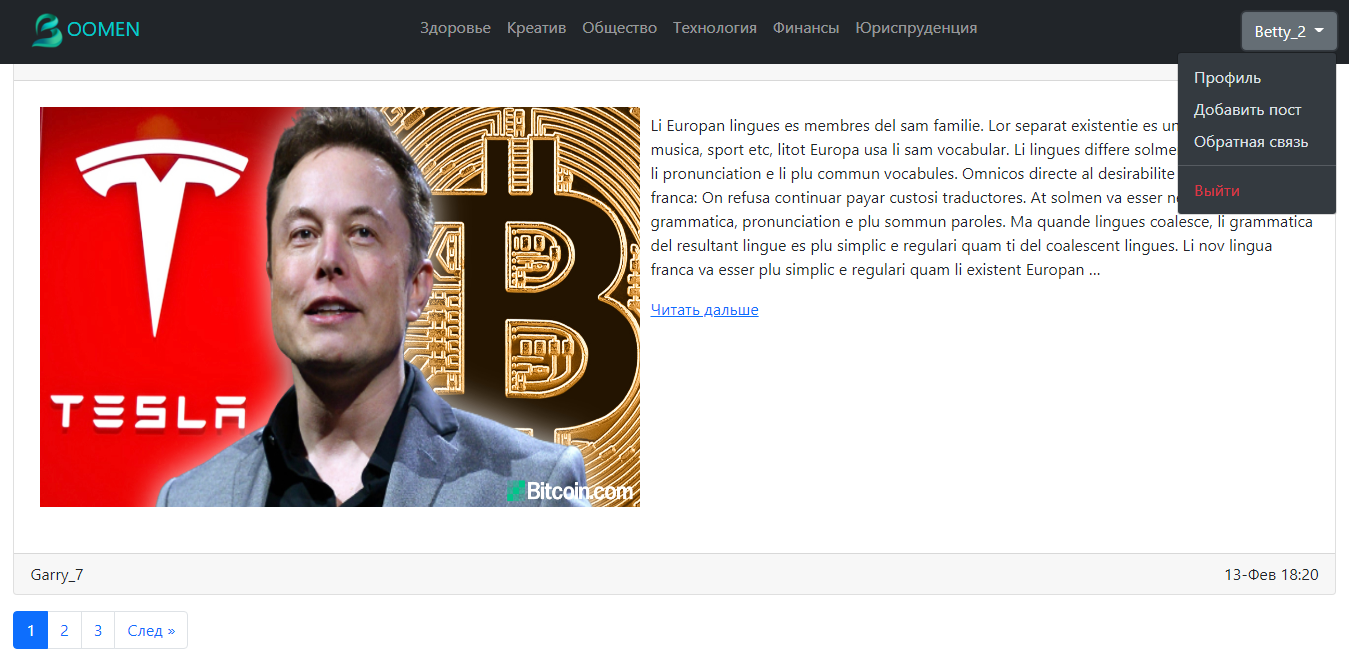 BOOMEN
Здоровье Креатив Общество Технология Финансы Юриспруденция
Betty_2
Профиль
Добавить пост
Обратная связь
Выйти
Li Europan lingues es membres del sam familie. Lor separat existentie es un
musica, sport etc, litot Europa usa li sam vocabular. Li lingues differe solme
li pronunciation e li plu commun vocabules. Omnicos directe al desirabilite
franca: On refusa continuar payar custosi traductores. At solmen va esser n
grammatica, pronunciation e plu sommun paroles. Ma quande lingues coalesce, li grammatica
del resultant lingue es plu simplic e regulari quam ti del coalescent lingues. Li nov lingua
franca va esser plu simplic e regulari quam li existent Europan ...
Читать дальше
TESLA
Bitcoin.com
Garry_7
13-Фев 18:20
1 2 3 След »